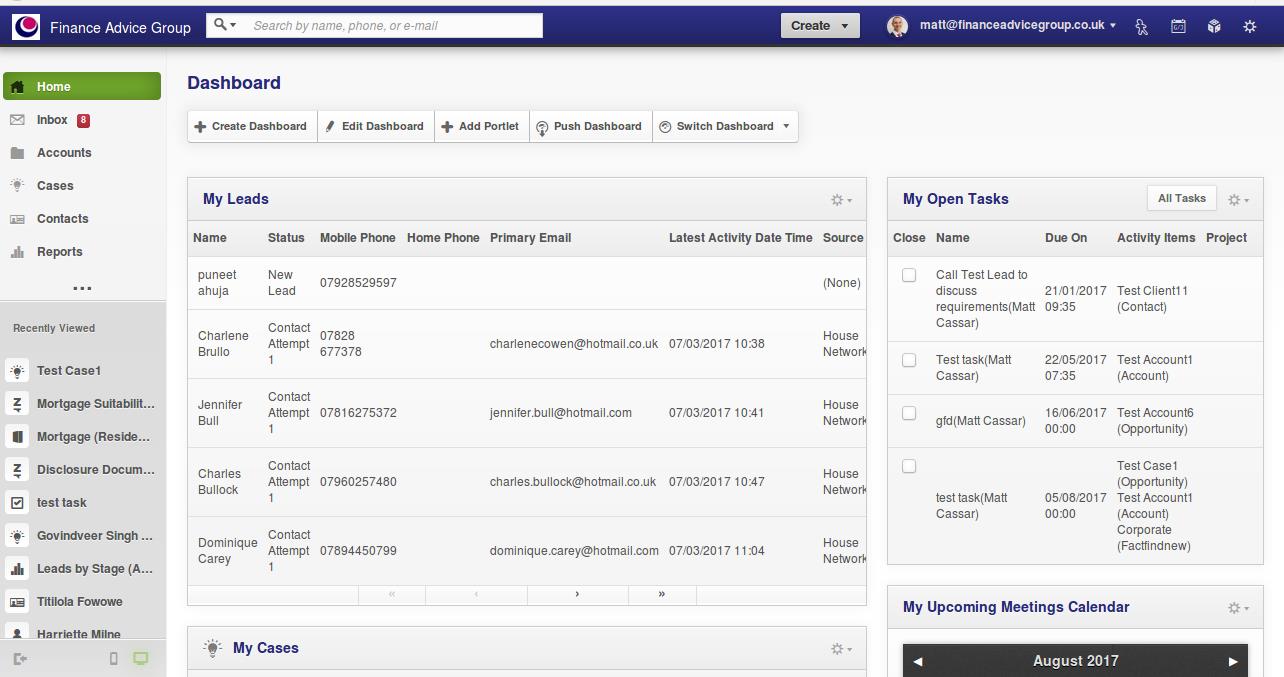 Finance Advice Group
Search by name, phone, or e-mail
Create
matt@financeadvicegroup.co.uk
Home
Inbox 8
Accounts
Cases
Contacts
Reports
...
Recently Viewed
Test Case1
Mortgage Suitabilit...
Mortgage (Reside...
Disclosure Docum...
test task
Govindveer Singh ...
Leads by Stage (A...
Titilola Fowowe
Harriette Milne
Dashboard
Create Dashboard Edit Dashboard Add Portlet Push Dashboard Switch Dashboard
My Leads
Name Status Mobile Phone Home Phone Primary Email Latest Activity Date Time Source
puneet
ahuja
New
Lead
07928529597
(None)
Charlene
Brullo
Contact
Attempt
1
07828
677378
charlenecowen@hotmail.co.uk
07/03/2017 10:38
House
Network
Jennifer
Bull
Contact
Attempt
1
07816275372
jennifer.bull@hotmail.com
07/03/2017 10:41
House
Network
Charles
Bullock
Contact
Attempt
1
07960257480
charles.bullock@hotmail.co.uk
07/03/2017 10:47
House
Network
Dominique
Carey
Contact
Attempt
1
07894450799
dominique.carey@hotmail.com
07/03/2017 11:04
House
Network
« ‹ › »
My Cases
My Open Tasks
All Tasks
Close Name Due On Activity Items Project
Call Test Lead to
discuss
requirements(Matt
Cassar)
21/01/2017
09:35
Test Client11
(Contact)
Test task(Matt
Cassar)
22/05/2017
07:35
Test Account1
(Account)
gfd(Matt Cassar)
16/06/2017
00:00
Test Account6
(Opportunity)
test task(Matt
Cassar)
05/08/2017
00:00
Test Case1
(Opportunity)
Test Account1
(Account)
Corporate
(Factfindnew)
My Upcoming Meetings Calendar
August 2017